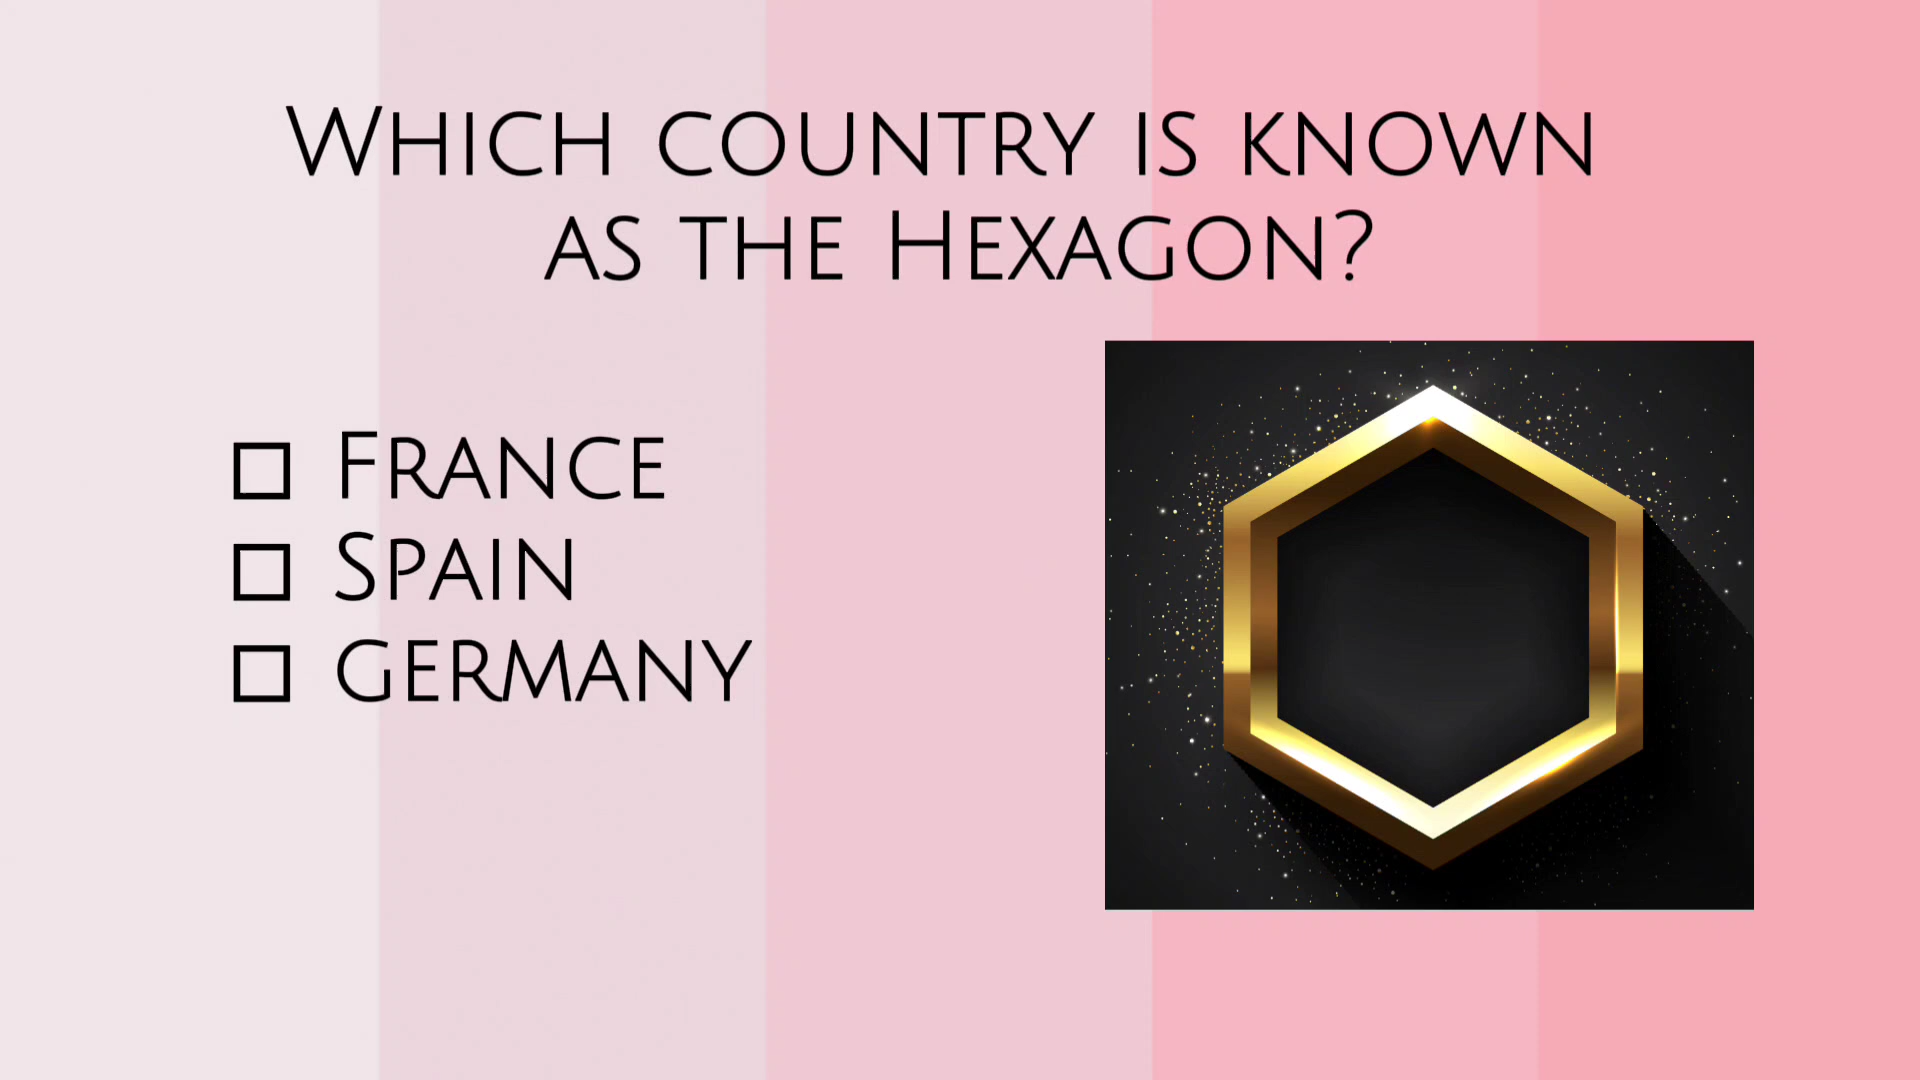 Which country is known
as the Hexagon?
France
Spain
Germany